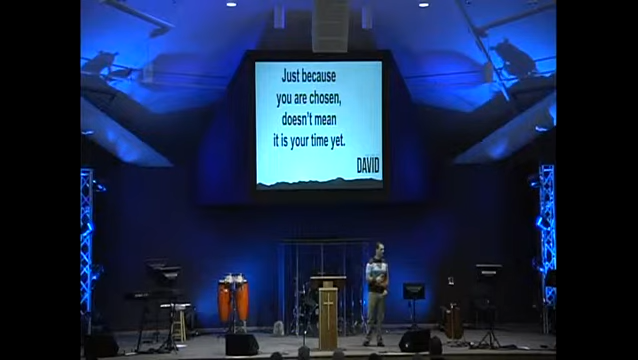 Just because
you are chosen,
doesn't mean
it is your time yet.
DAVID